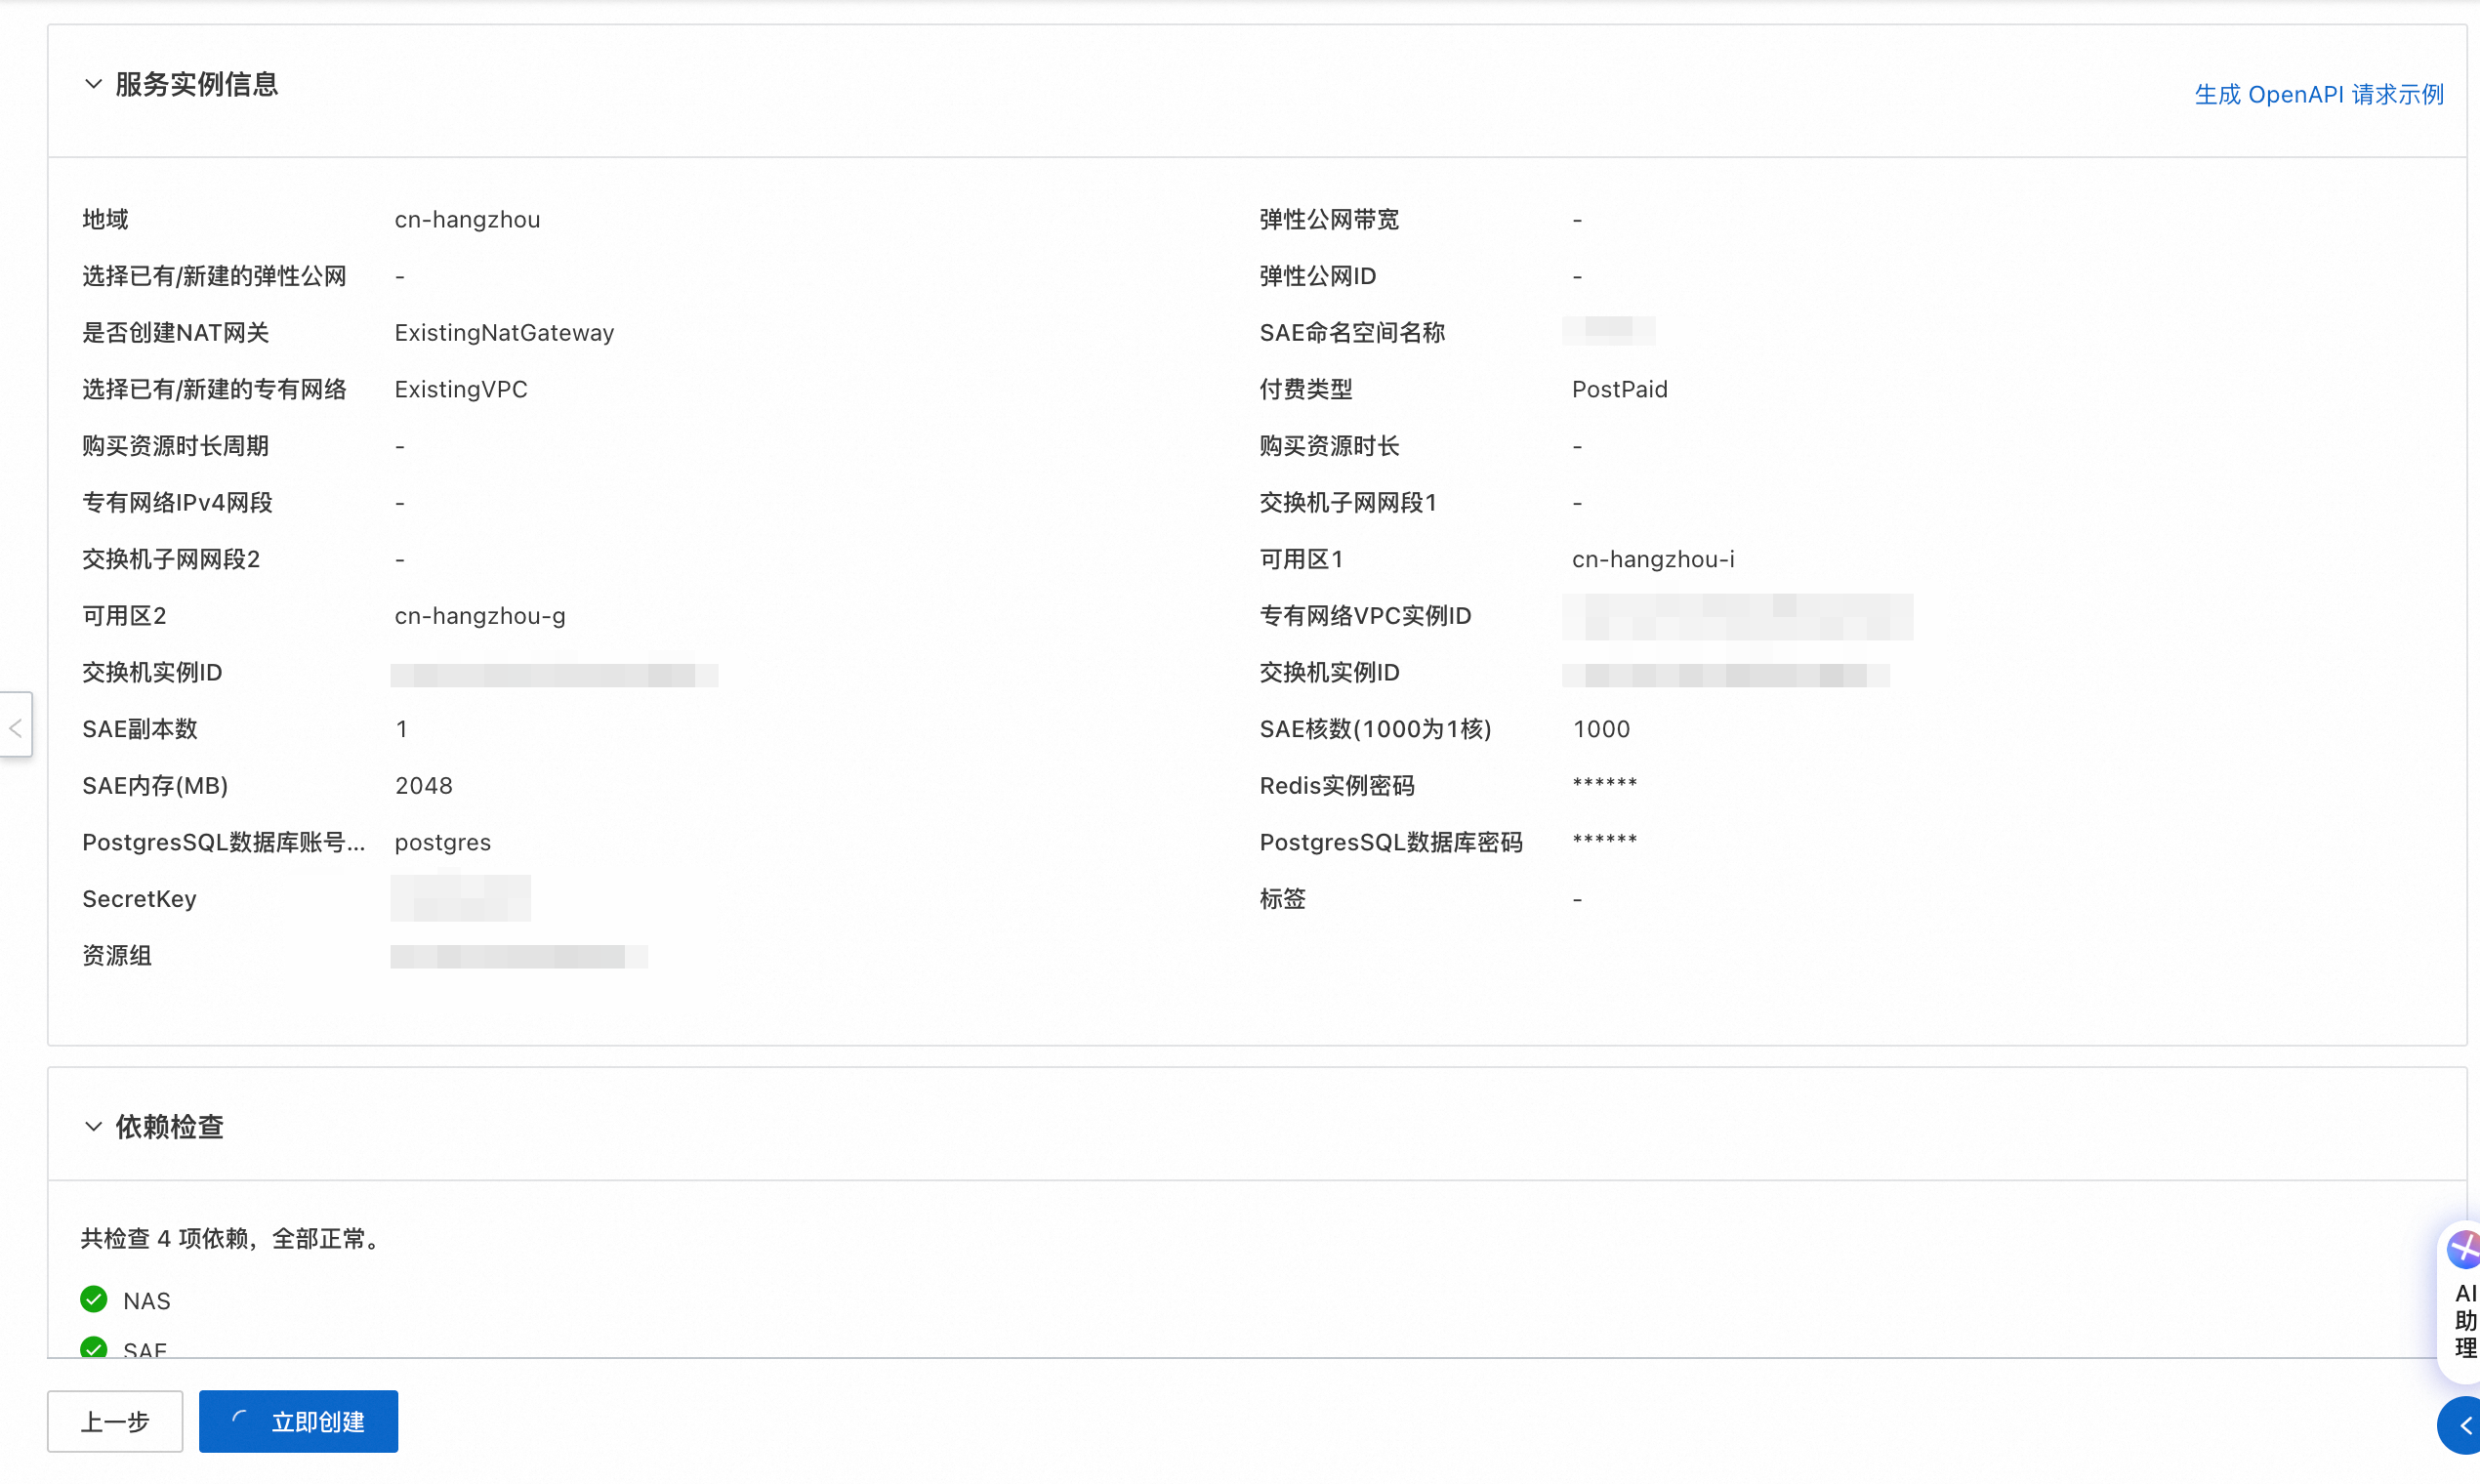 服务实例信息
生成 OpenAPI 请求示例
地域 cn-hangzhou 弹性公网带宽 -
选择已有/新建的弹性公网 - 弹性公网ID -
是否创建NAT网关 ExistingNatGateway SAE命名空间名称
选择已有/新建的专有网络 ExistingVPC 付费类型 PostPaid
购买资源时长周期 - 购买资源时长 -
专有网络IPv4网段 - 交换机子网网段1 -
交换机子网网段2 - 可用区1 cn-hangzhou-i
可用区2 cn-hangzhou-g 专有网络VPC实例ID
交换机实例ID 交换机实例ID
SAE副本数 1 SAE核数(1000为1核) 1000
SAE内存(MB) 2048 Redis实例密码 ******
PostgresSQL数据库账号... postgres PostgresSQL数据库密码 ******
SecretKey 标签 -
资源组
依赖检查
共检查 4 项依赖，全部正常。
NAS
SAE
AI
助
理
上一步 立即创建